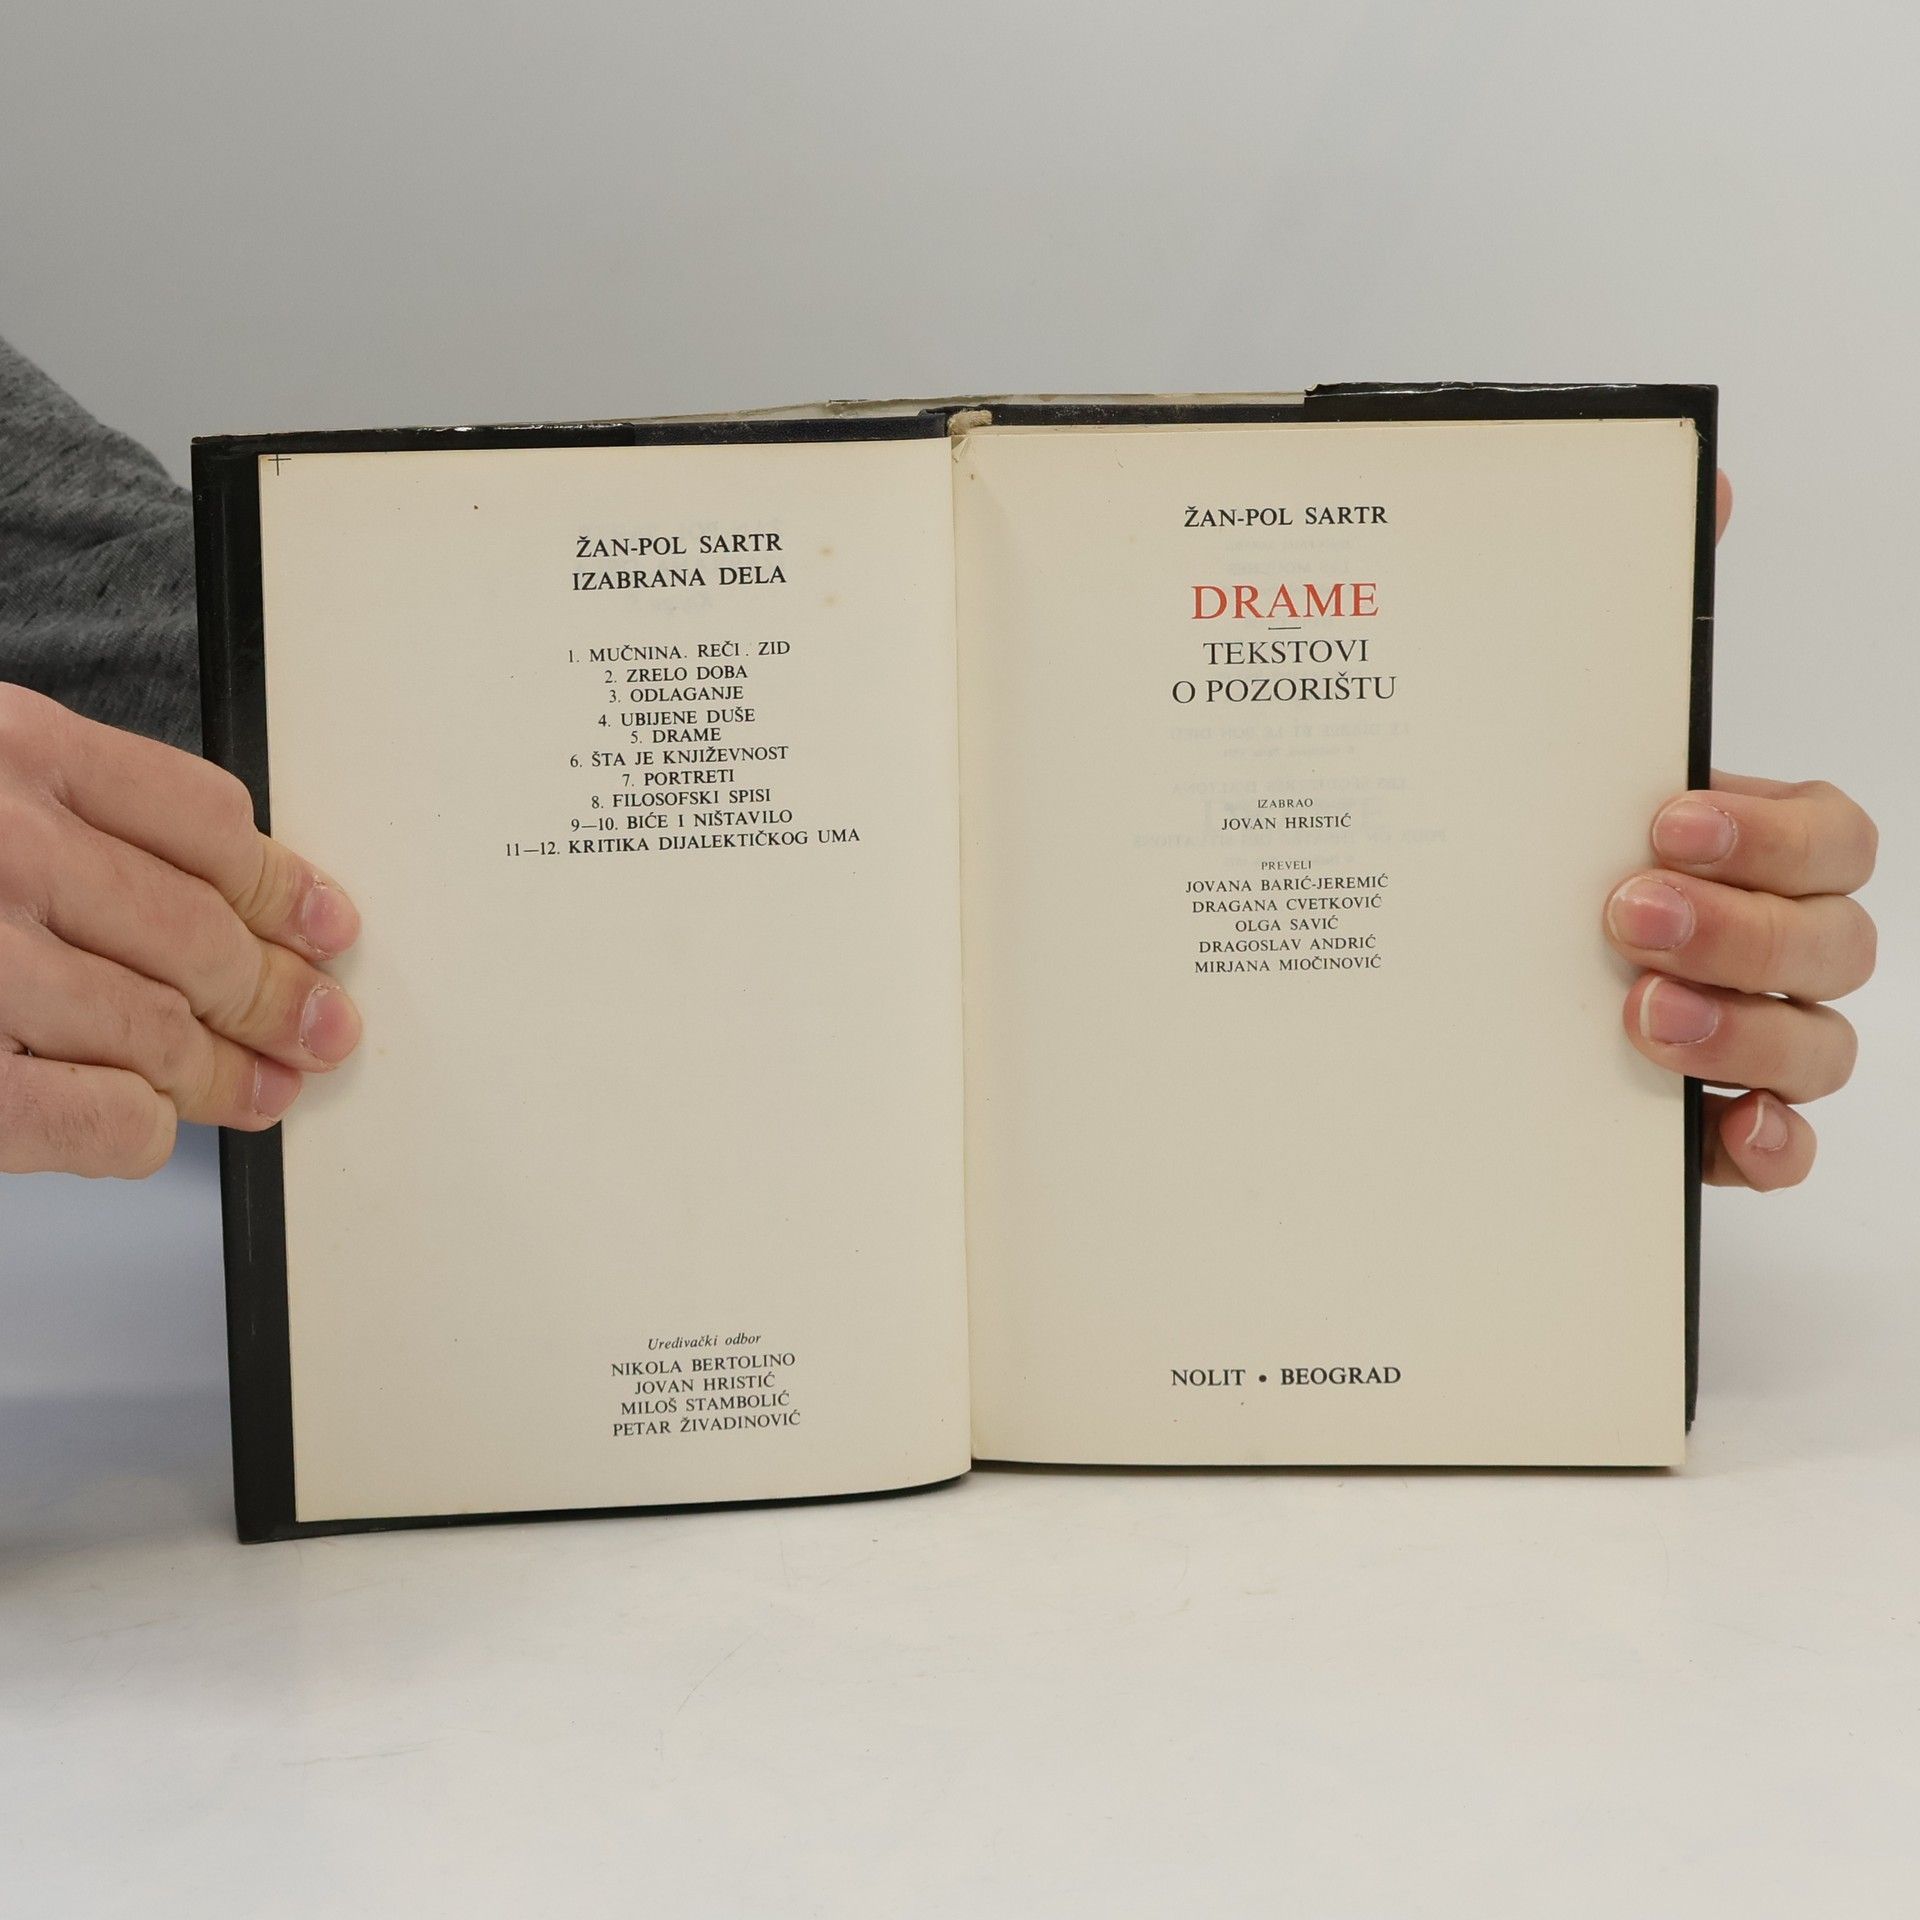 ŽAN-POL SARTR
IZABRANA DELA
1. MUČNINA. REČI. ZID
2. ZRELO DOBA
3. ODLAGANJE
4. UBIJENE DUŠE
5. DRAME
6. ŠTA JE KNJIŽEVNOST
7. PORTRETI
8. FILOSOFSKI SPISI
9—10. BIĆE I NIŠTAVILO
11—12. KRITIKA DIJALEKTIČKOG UMA
Uređivački odbor
NIKOLA BERTOLINO
JOVAN HRISTIĆ
MILOŠ STAMBOLIĆ
PETAR ŽIVADINOVIĆ
ŽAN-POL SARTR
DRAME
TEKSTOVI
O POZORIŠTU
IZABRAO
JOVAN HRISTIĆ
PREVELI
JOVANA BARIĆ-JEREMIĆ
DRAGANA CVETKOVIĆ
OLGA SAVIĆ
DRAGOSLAV ANDRIĆ
MIRJANA MIOČINOVIĆ
NOLIT • BEOGRAD